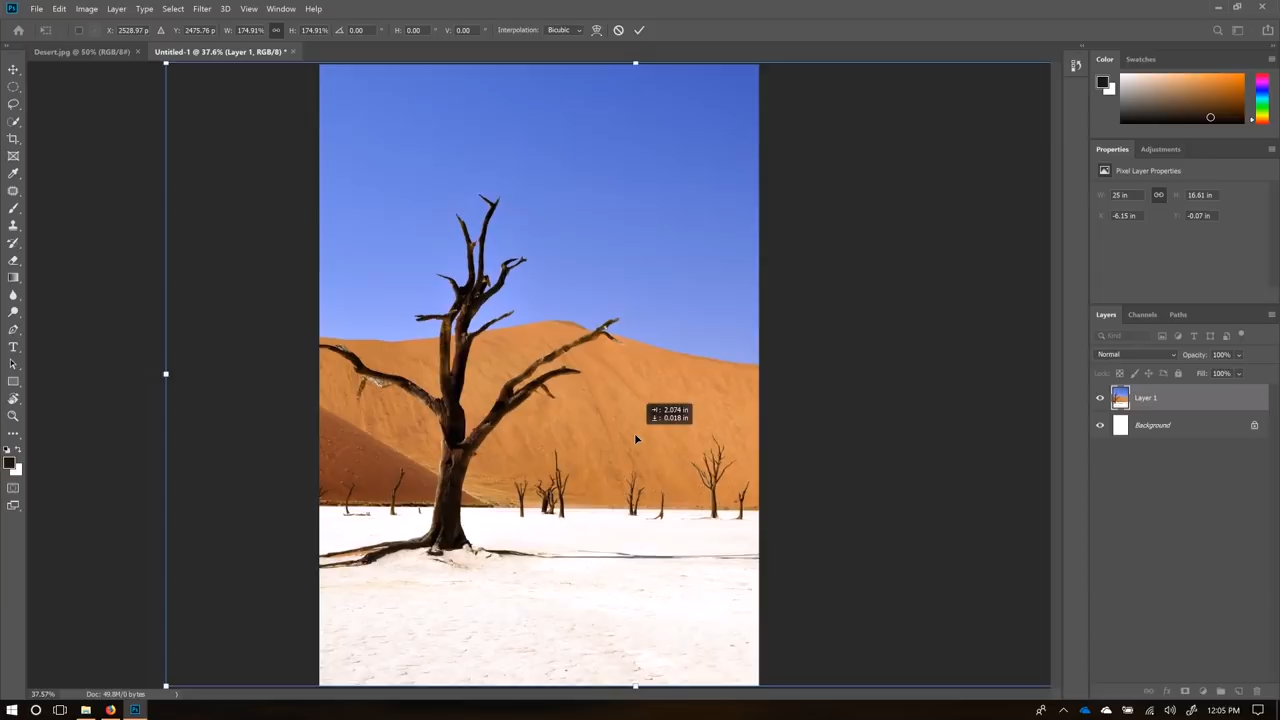 Ps File Edit Image Layer Type Select Filter 3D View Window Help
X: 2528.97 p Y: 2475.76 p W: 174.91% H: 174.91% 0.00 ° H: 0.00 ° V: 0.00 ° Interpolation: Bicubic
Desert.jpg @ 50% (RGB/8#) × Untitled-1 @ 37.6% (Layer 1, RGB/8) * ×
Color Swatches
Properties Adjustments
Pixel Layer Properties
W: 25 in H: 16.61 in
X: -6.15 in Y: -0.07 in
Layers Channels Paths
Kind
Normal Opacity: 100%
Lock: Fill: 100%
Layer 1
Background
2.074 in
0.018 in
37.57% Doc: 49.8M/0 bytes
Ps 12:05 PM